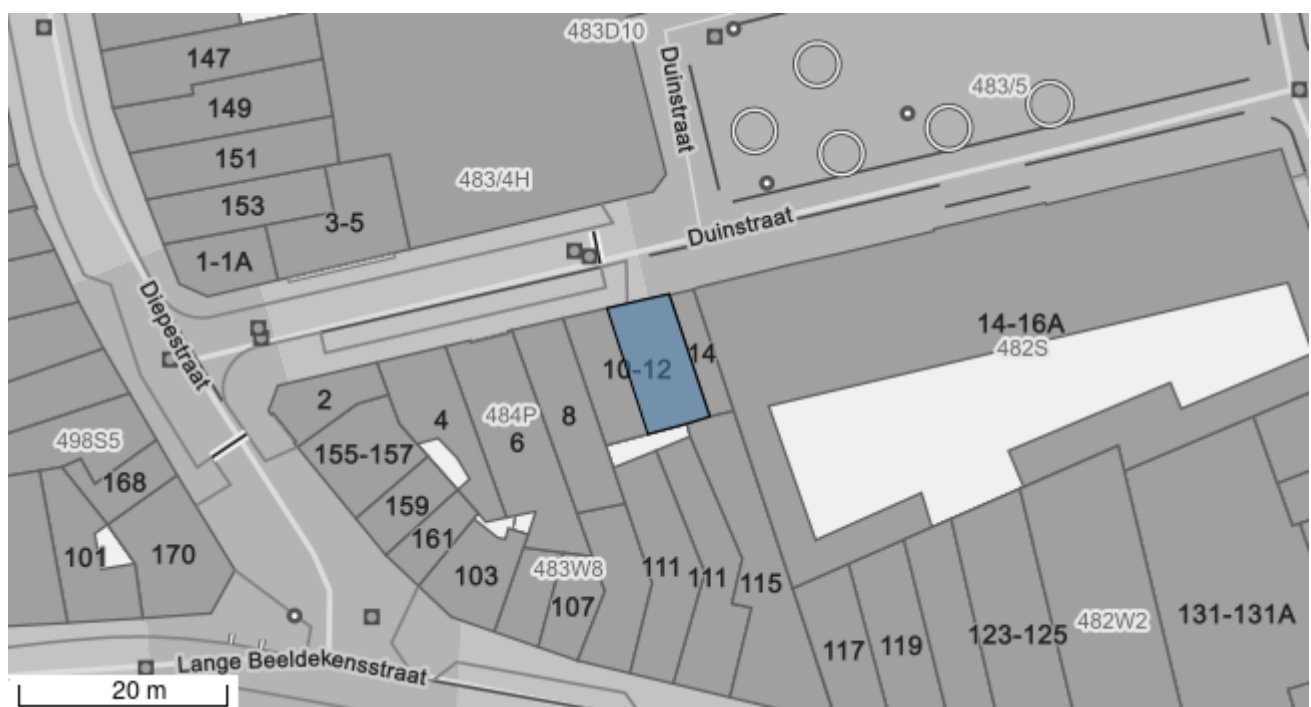 483D10
147
Duinstraat
483/5
149
151
483/4H
153
3-5
Duinstraat
1-1A
Diepestraat
14-16A
482S
10-12
14
2
4
484P
6
8
498S5
155-157
168
159
161
101
170
103
483W8
107
111
111
115
117
119
123-125
482W2
131-131A
Lange Beeldekensstraat
20 m